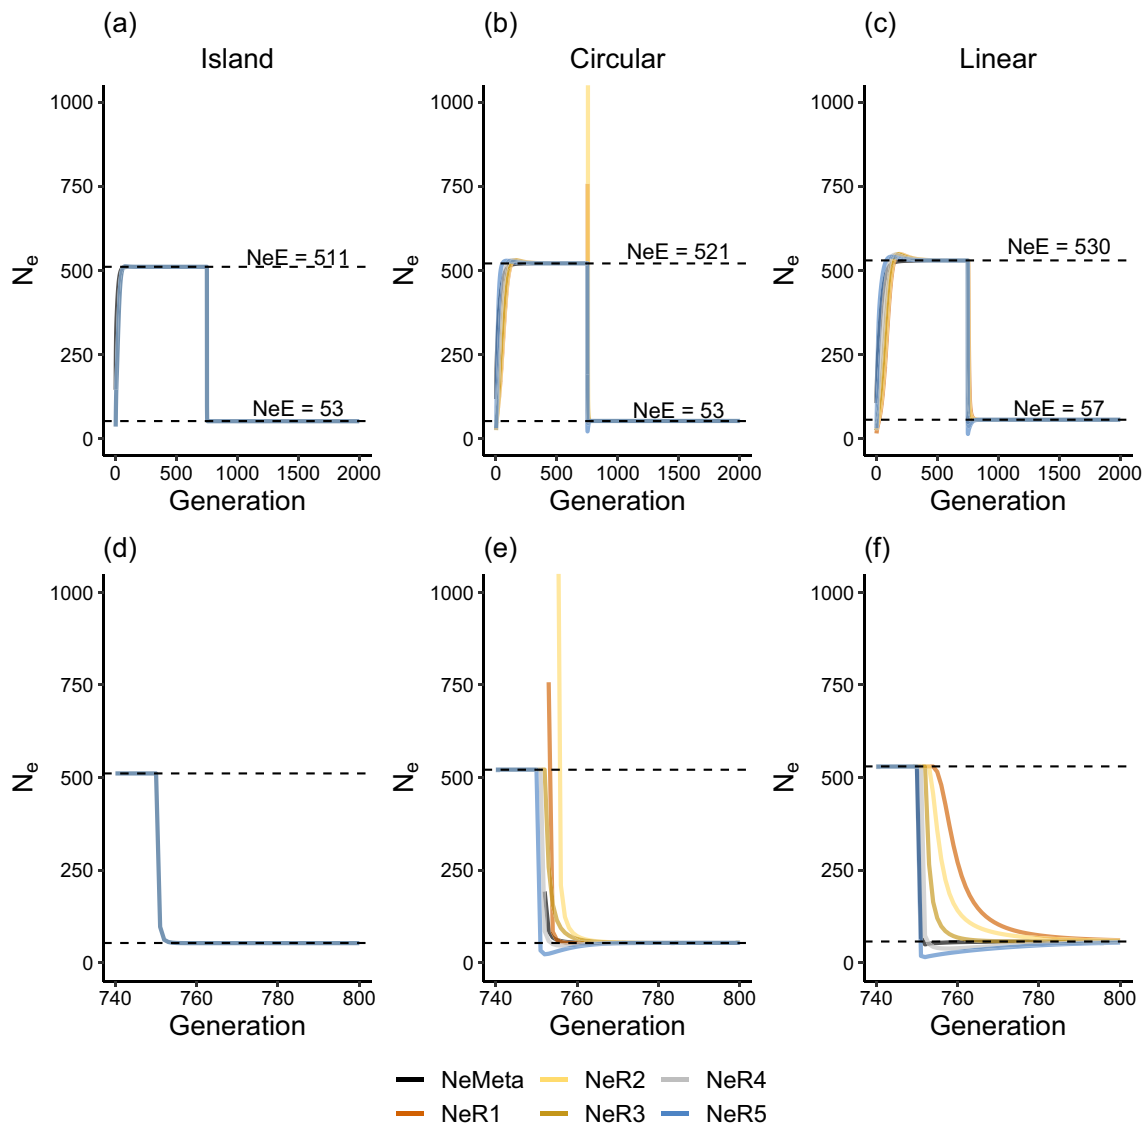 (a) (b) (c)
Island Circular Linear
1000 1000 1000
750 750 750
NeE = 511 NeE = 521 NeE = 530
500 500 500
Ne Ne Ne
250 250 250
NeE = 53 NeE = 53 NeE = 57
0 0 0
0 500 1000 1500 2000 0 500 1000 1500 2000 0 500 1000 1500 2000
Generation Generation Generation
(d) (e) (f)
1000 1000 1000
750 750 750
Ne Ne Ne
500 500 500
250 250 250
0 0 0
740 760 780 800 740 760 780 800 740 760 780 800
Generation Generation Generation
NeMeta NeR2 NeR4
NeR1 NeR3 NeR5